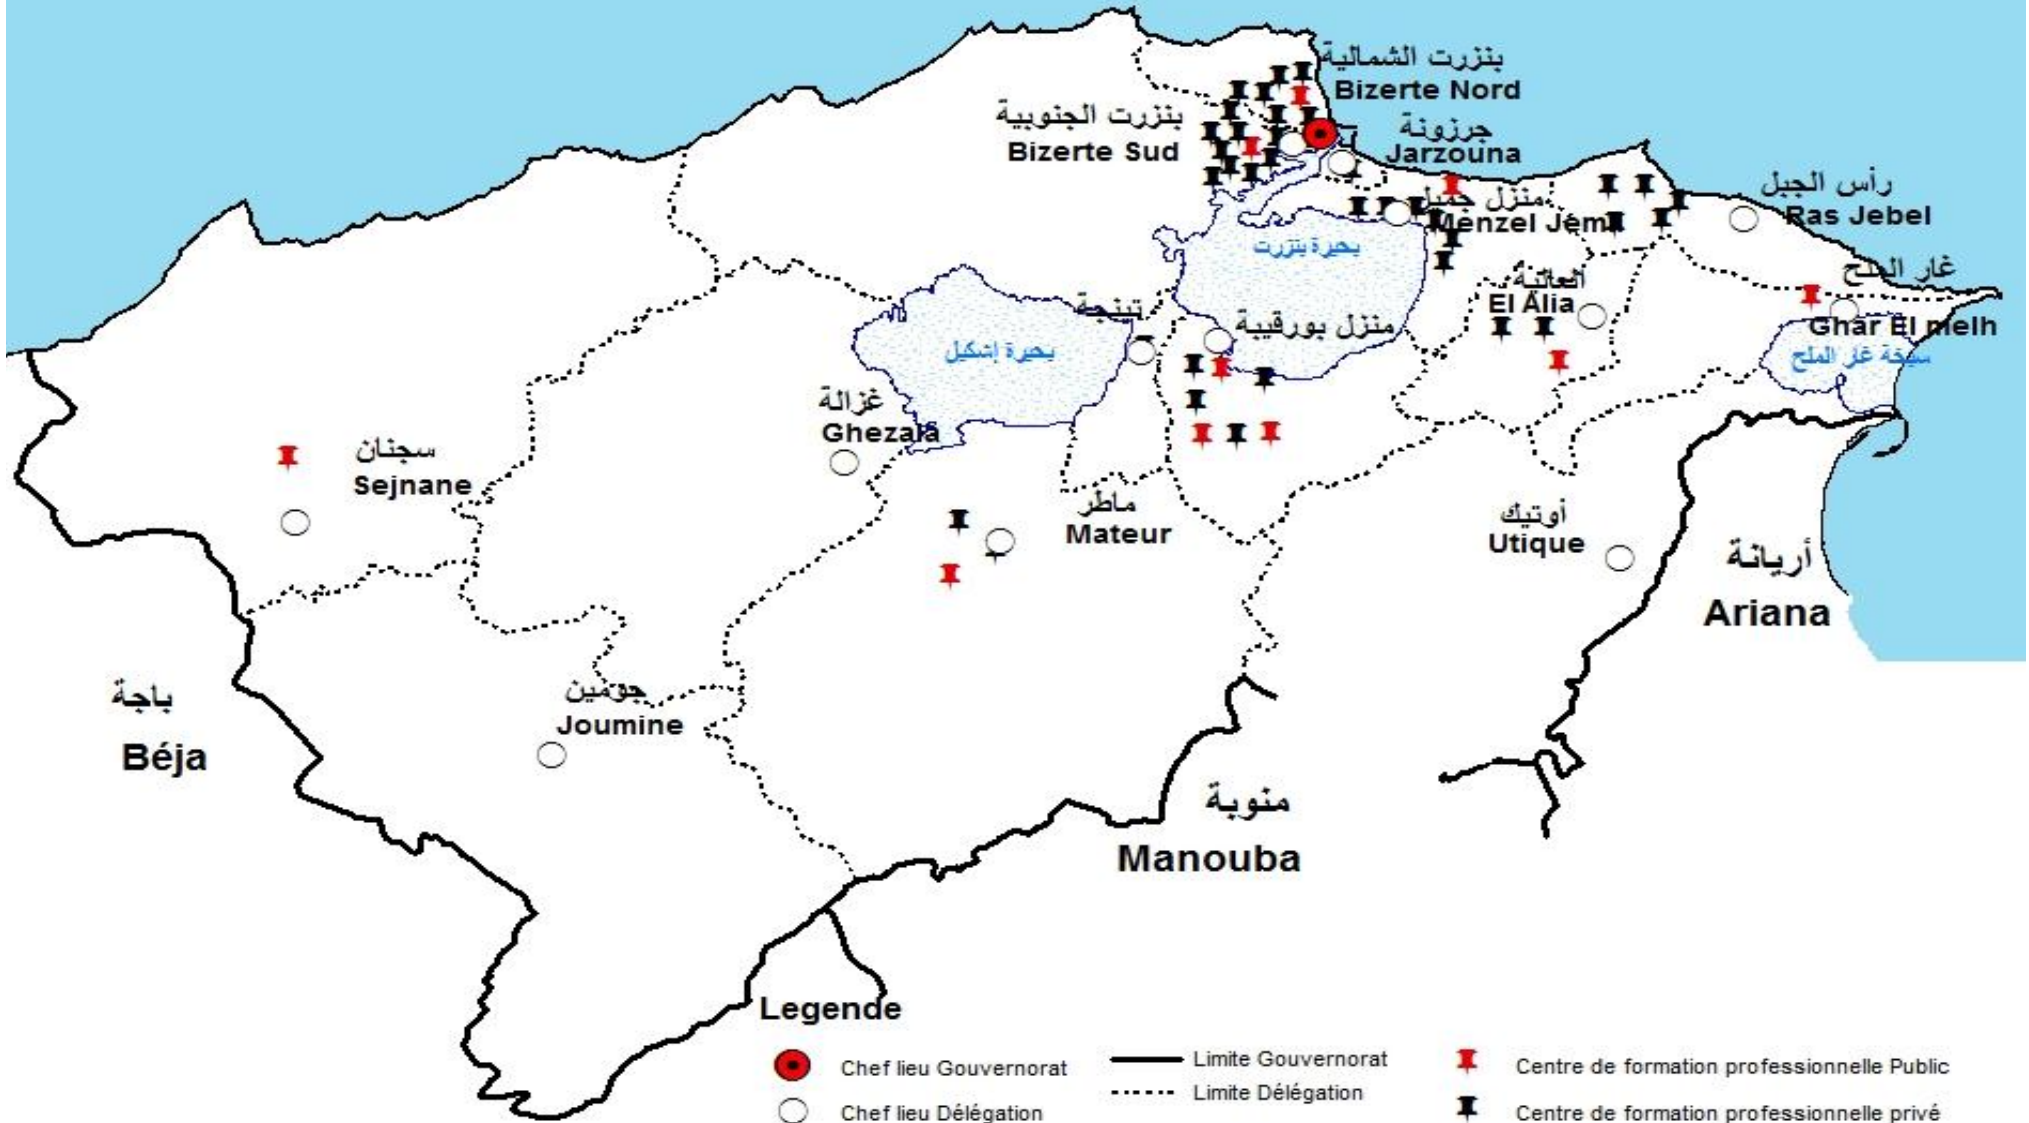 بنزرت الشمالية
Bizerte Nord
بنزرت الجنوبية
Bizerte Sud
جرزونة
Jarzouna
منزل جميل
Menzel Jemil
رأس الجبل
Ras Jebel
بحيرة بنزرت
العالية
El Alia
غار الملح
Ghar El melh
سبخة غار الملح
تينجة
منزل بورقيبة
بحيرة إشكيل
غزالة
Ghezala
سجنان
Sejnane
ماطر
Mateur
أوتيك
Utique
أريانة
Ariana
باجة
Béja
جومين
Joumine
منوبة
Manouba
Legende
Chef lieu Gouvernorat
Chef lieu Délégation
Limite Gouvernorat
Limite Délégation
Centre de formation professionnelle Public
Centre de formation professionnelle privé